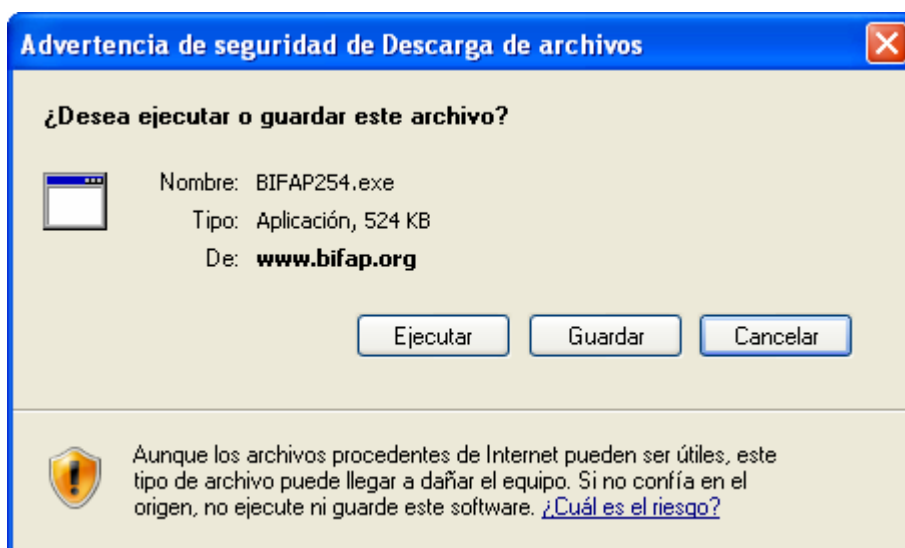 Advertencia de seguridad de Descarga de archivos
¿Desea ejecutar o guardar este archivo?
Nombre: BIFAP254.exe
Tipo: Aplicación, 524 KB
De: www.bifap.org
Ejecutar Guardar Cancelar
Aunque los archivos procedentes de Internet pueden ser útiles, este
tipo de archivo puede llegar a dañar el equipo. Si no confía en el
origen, no ejecute ni guarde este software. ¿Cuál es el riesgo?